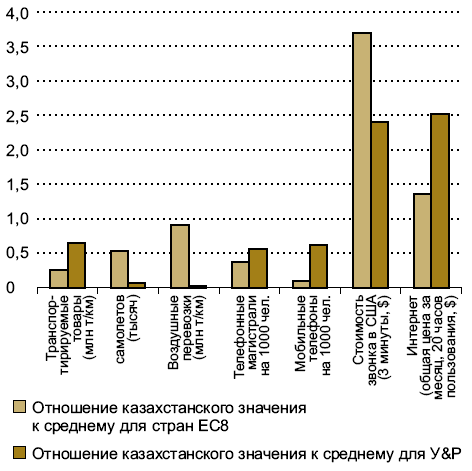 4,0
3,5
3,0
2,5
2,0
1,5
1,0
0,5
0
Транспор-
тирируемые
товары
(млн т/км)
самолетов
(тысяч)
Воздушные
перевозки
(млн т/км)
Телефонные
магистрали
на 1000 чел.
Мобильные
телефоны
на 1000 чел.
Стоимость
звонка в США
(3 минуты, $)
Интернет
(общая цена за
месяц, 20 часов
пользования, $)
Отношение казахстанского значения
к среднему для стран ЕС8
Отношение казахстанского значения к среднему для У&Р